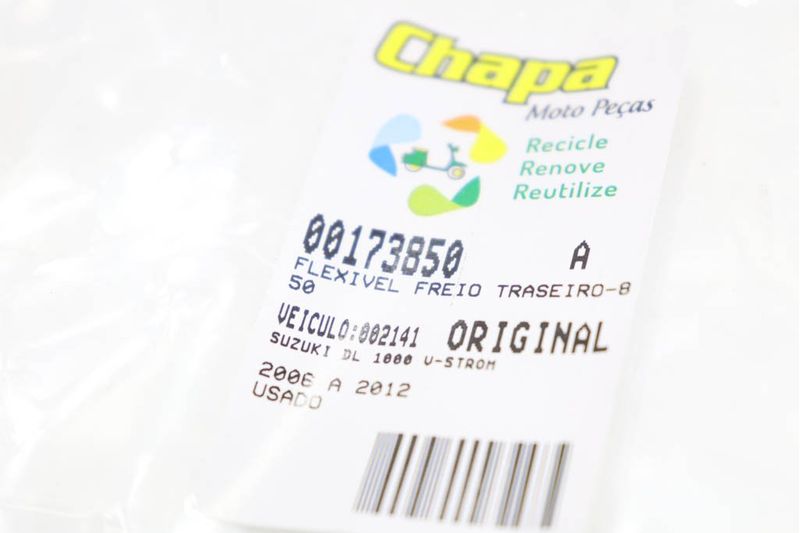 Chapa
Moto Peças
Recicle
Renove
Reutilize
00173850 A
FLEXIVEL FREIO TRASEIRO-8
50
VEICULO:002141 ORIGINAL
SUZUKI DL 1000 V-STROM
2006 A 2012
USADO